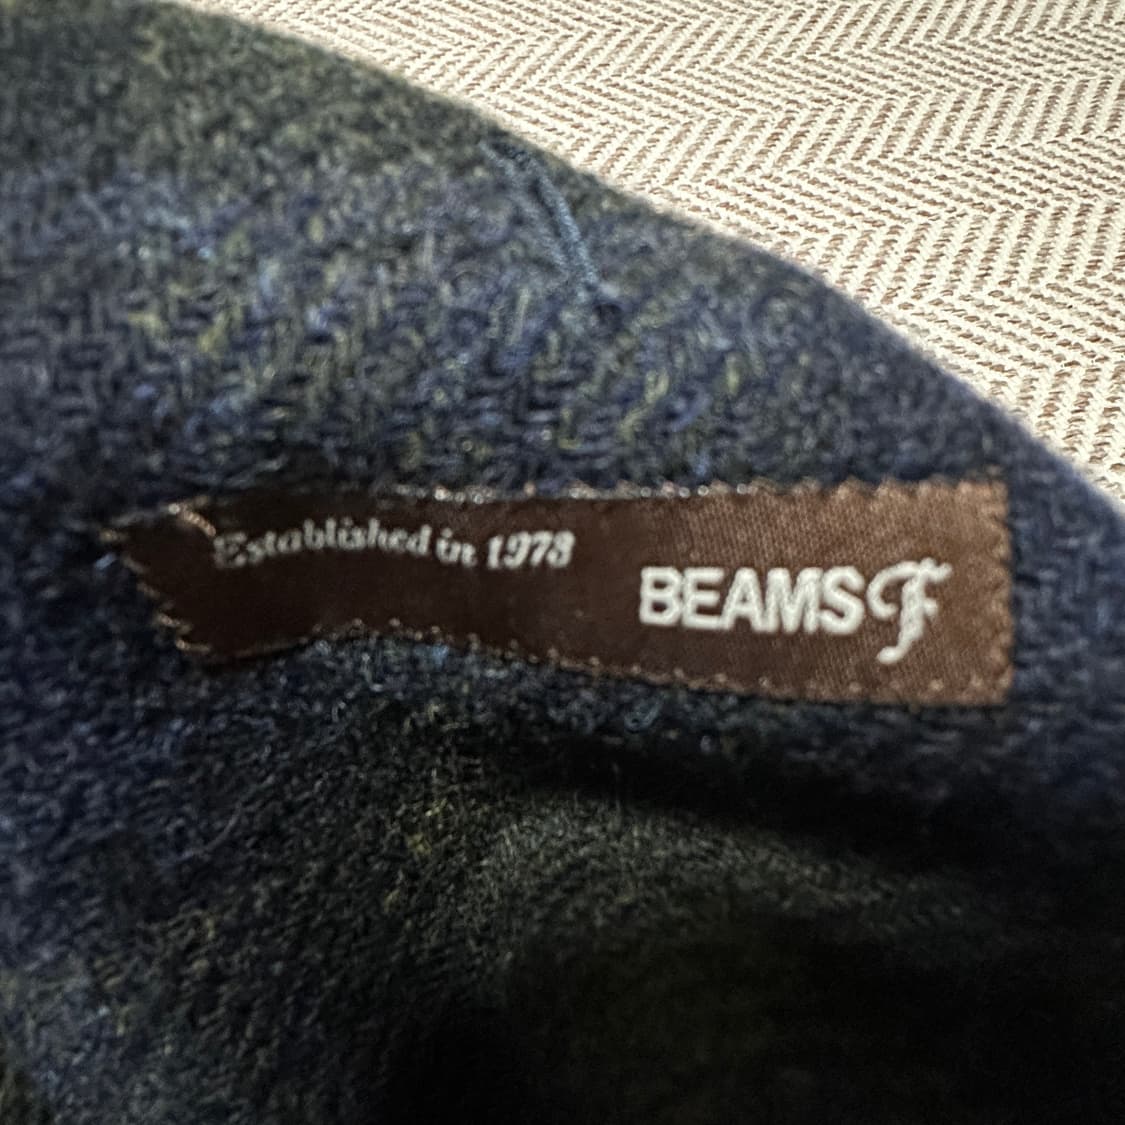 Established in 1978
BEAMS F